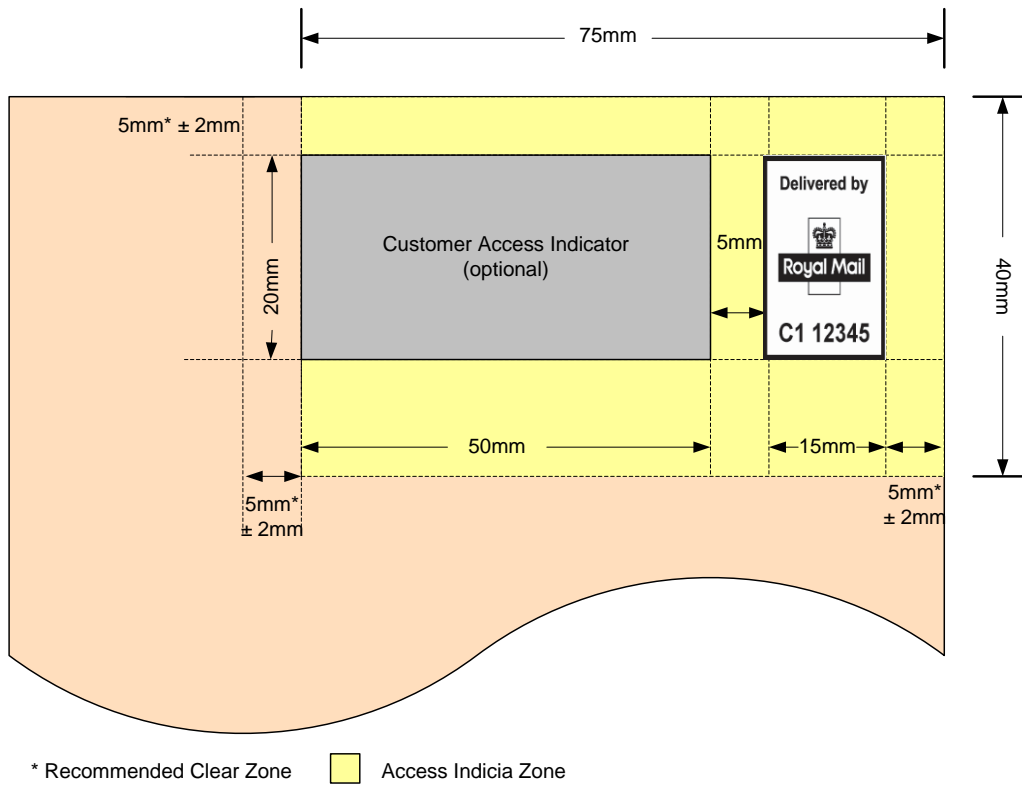 75mm
5mm* ± 2mm
Delivered by
Royal Mail
C1 12345
Customer Access Indicator
(optional)
5mm
20mm
40mm
50mm
15mm
5mm*
± 2mm
5mm*
± 2mm
* Recommended Clear Zone
Access Indicia Zone